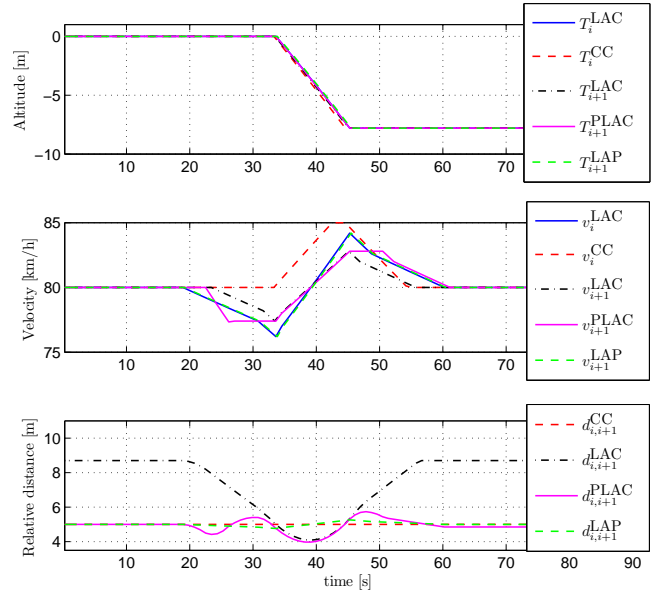 Altitude [m]
0
−5
−10
10 20 30 40 50 60 70
T_i^LAC
T_i^CC
T_{i+1}^LAC
T_{i+1}^PLAC
T_{i+1}^LAP
Velocity [km/h]
85
80
75
10 20 30 40 50 60 70
v_i^LAC
v_i^CC
v_{i+1}^LAC
v_{i+1}^PLAC
v_{i+1}^LAP
Relative distance [m]
10
8
6
4
10 20 30 40 50 60 70 80 90
time [s]
d_{i,i+1}^CC
d_{i,i+1}^LAC
d_{i,i+1}^PLAC
d_{i,i+1}^LAP